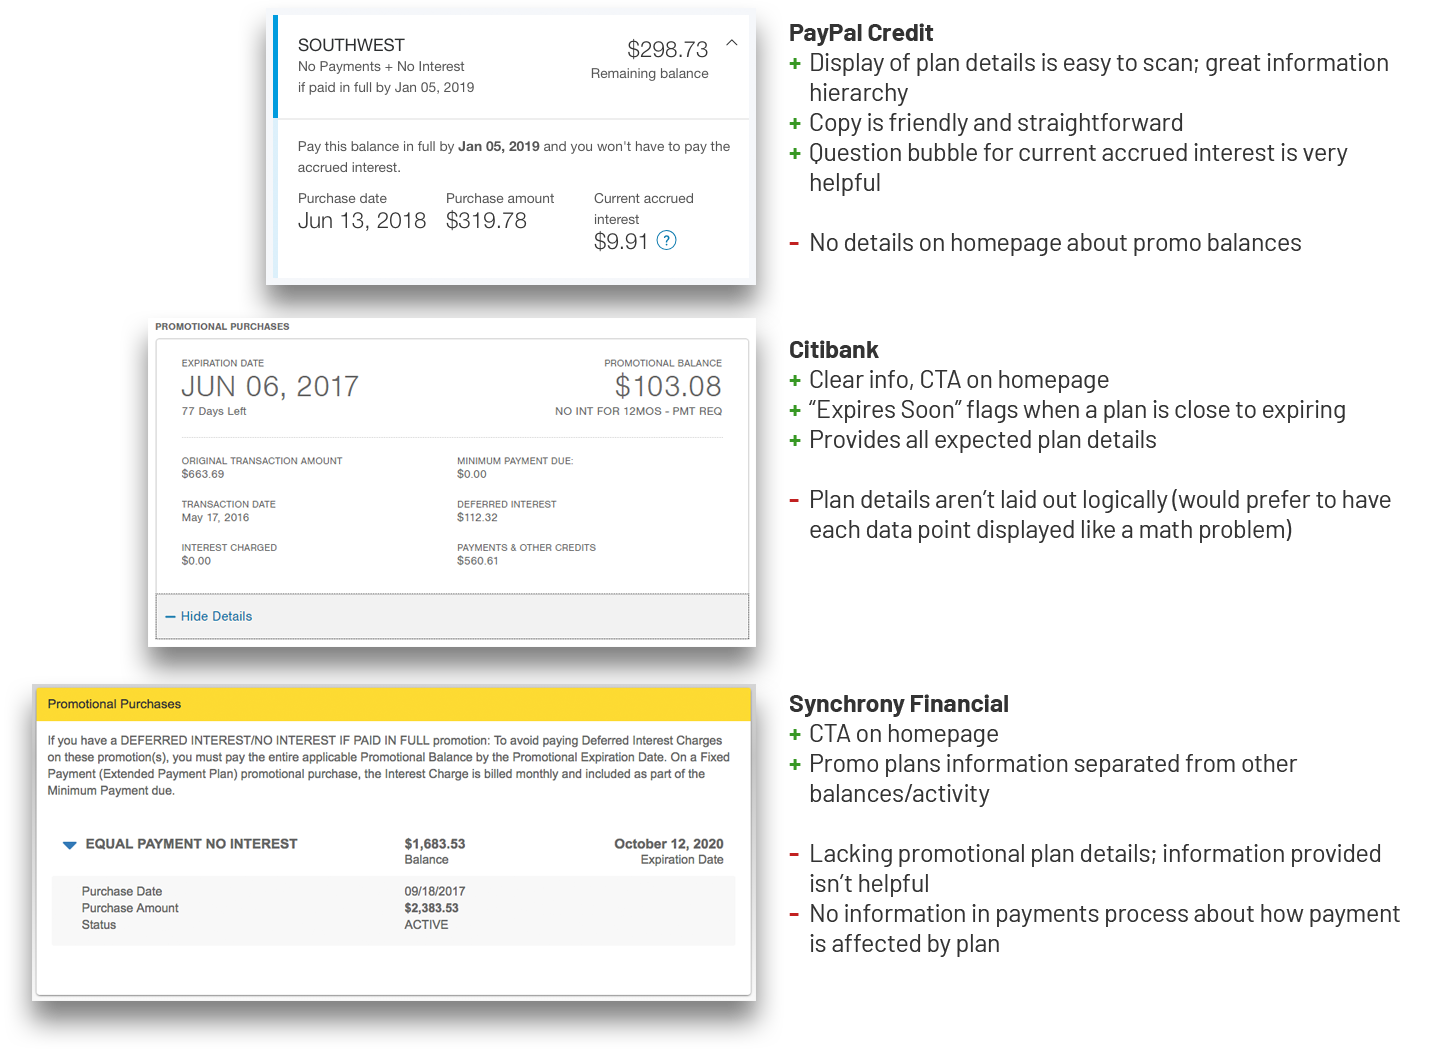 SOUTHWEST
No Payments + No Interest
if paid in full by Jan 05, 2019
$298.73
Remaining balance
Pay this balance in full by Jan 05, 2019 and you won't have to pay the
accrued interest.
Purchase date
Jun 13, 2018
Purchase amount
$319.78
Current accrued
interest
$9.91 ?
PayPal Credit
+ Display of plan details is easy to scan; great information
hierarchy
+ Copy is friendly and straightforward
+ Question bubble for current accrued interest is very
helpful
- No details on homepage about promo balances
PROMOTIONAL PURCHASES
EXPIRATION DATE
JUN 06, 2017
77 Days Left
PROMOTIONAL BALANCE
$103.08
NO INT FOR 12MOS - PMT REQ
ORIGINAL TRANSACTION AMOUNT
$663.69
MINIMUM PAYMENT DUE:
$0.00
TRANSACTION DATE
May 17, 2016
DEFERRED INTEREST
$112.32
INTEREST CHARGED
$0.00
PAYMENTS & OTHER CREDITS
$560.61
— Hide Details
Citibank
+ Clear info, CTA on homepage
+ “Expires Soon” flags when a plan is close to expiring
+ Provides all expected plan details
- Plan details aren’t laid out logically (would prefer to have
each data point displayed like a math problem)
Promotional Purchases
If you have a DEFERRED INTEREST/NO INTEREST IF PAID IN FULL promotion: To avoid paying Deferred Interest Charges
on these promotion(s), you must pay the entire applicable Promotional Balance by the Promotional Expiration Date. On a Fixed
Payment (Extended Payment Plan) promotional purchase, the Interest Charge is billed monthly and included as part of the
Minimum Payment due.
EQUAL PAYMENT NO INTEREST
$1,683.53
Balance
October 12, 2020
Expiration Date
Purchase Date 09/18/2017
Purchase Amount $2,383.53
Status ACTIVE
Synchrony Financial
+ CTA on homepage
+ Promo plans information separated from other
balances/activity
- Lacking promotional plan details; information provided
isn’t helpful
- No information in payments process about how payment
is affected by plan